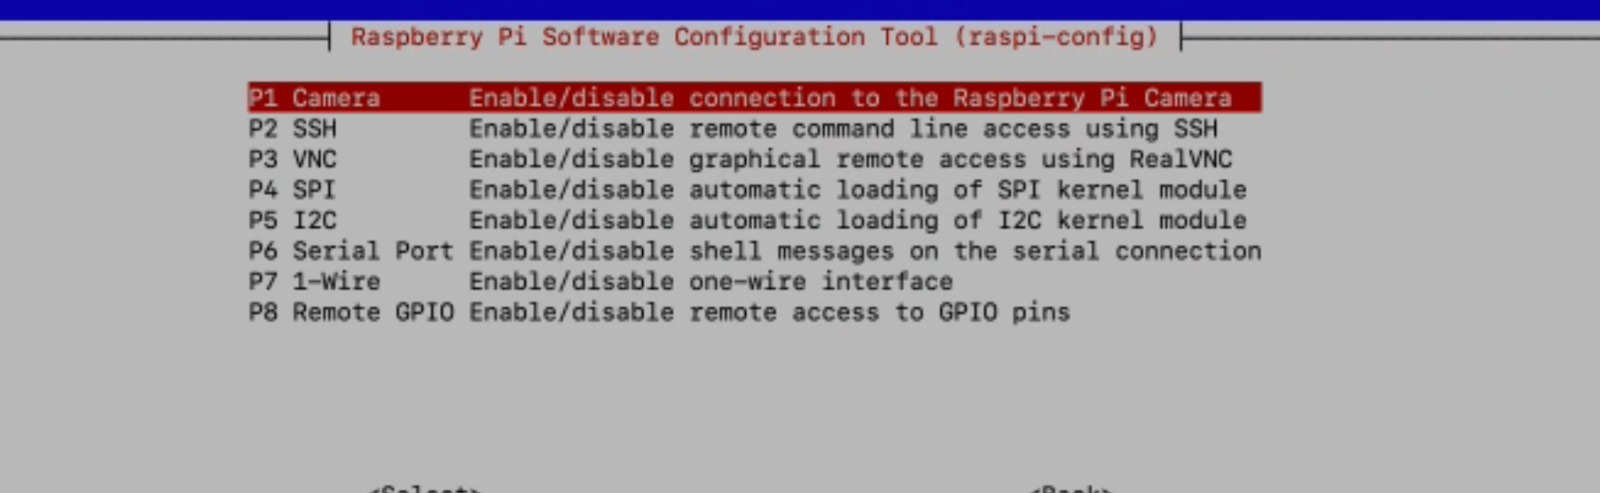 Raspberry Pi Software Configuration Tool (raspi-config)
P1 Camera Enable/disable connection to the Raspberry Pi Camera
P2 SSH Enable/disable remote command line access using SSH
P3 VNC Enable/disable graphical remote access using RealVNC
P4 SPI Enable/disable automatic loading of SPI kernel module
P5 I2C Enable/disable automatic loading of I2C kernel module
P6 Serial Port Enable/disable shell messages on the serial connection
P7 1-Wire Enable/disable one-wire interface
P8 Remote GPIO Enable/disable remote access to GPIO pins
<Select> <Back>